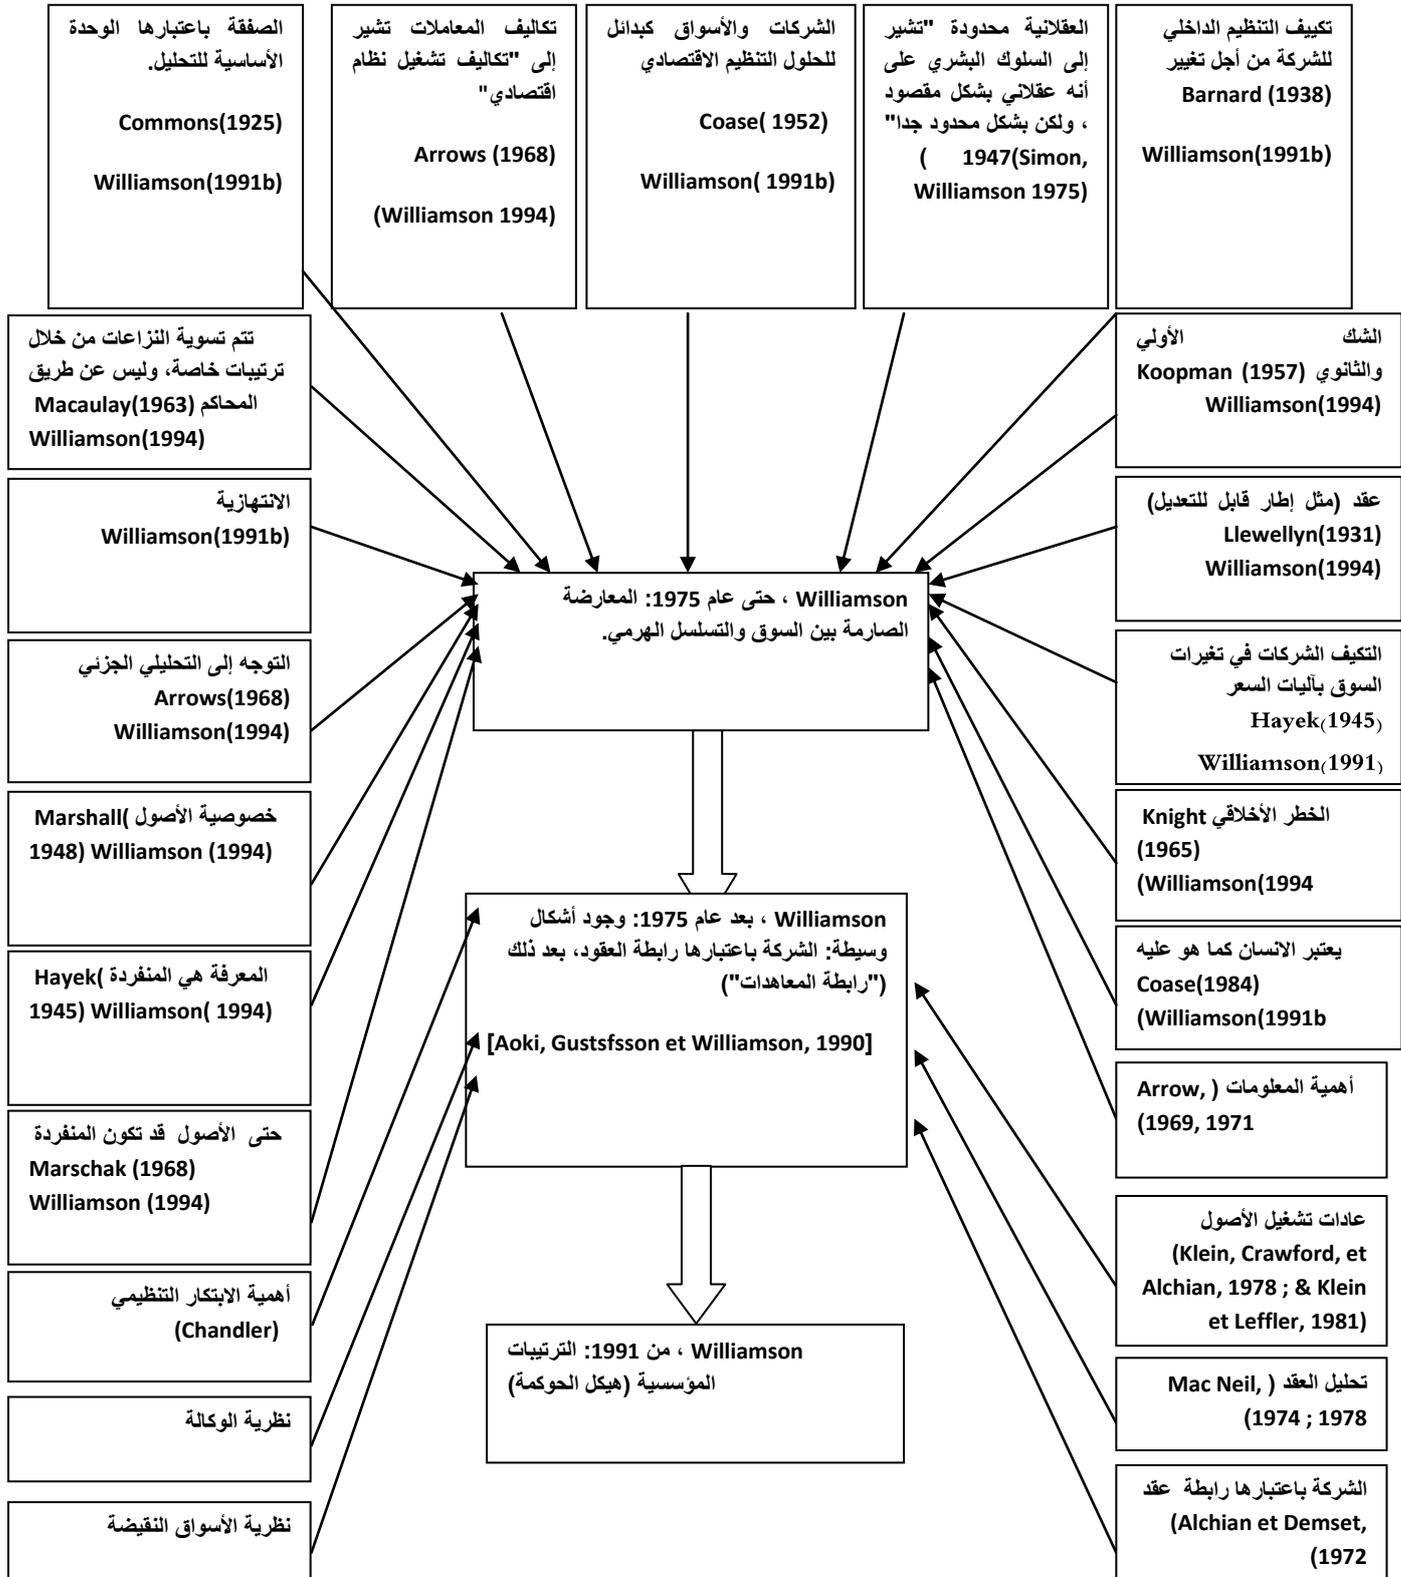 تكييف التنظيم الداخلي
للشركة من أجل تغيير
Barnard (1938)
Williamson(1991b)
العقلانية محدودة "تشير
إلى السلوك البشري على
أنه عقلاني بشكل مقصود
، ولكن بشكل محدود جدا"
( 1947(Simon,
Williamson 1975)
الشركات والأسواق كبدائل
للحلول التنظيم الاقتصادي
Coase( 1952)
Williamson( 1991b)
تكاليف المعاملات تشير
إلى "تكاليف تشغيل نظام
اقتصادي"
Arrows (1968)
(Williamson 1994)
الصفقة باعتبارها الوحدة
الأساسية للتحليل.
Commons(1925)
Williamson(1991b)
الشك الأولي
والثانوي Koopman (1957)
Williamson(1994)
عقد (مثل إطار قابل للتعديل)
Llewellyn(1931)
Williamson(1994)
التكيف الشركات في تغيرات
السوق بآليات السعر
Hayek(1945)
Williamson(1991)
الخطر الأخلاقي Knight
(1965)
(Williamson(1994
يعتبر الانسان كما هو عليه
Coase(1984)
(Williamson(1991b
أهمية المعلومات ( Arrow,
(1969, 1971
عادات تشغيل الأصول
(Klein, Crawford, et
Alchian, 1978 ; & Klein
et Leffler, 1981)
تحليل العقد ( Mac Neil,
(1974 ; 1978
الشركة باعتبارها رابطة عقد
(Alchian et Demset,
(1972
تتم تسوية النزاعات من خلال
ترتيبات خاصة، وليس عن طريق
المحاكم Macaulay(1963)
Williamson(1994)
الانتهازية
Williamson(1991b)
التوجه إلى التحليلي الجزئي
Arrows(1968)
Williamson(1994)
خصوصية الأصول )Marshall
1948) Williamson (1994)
المعرفة هي المنفردة )Hayek
1945) Williamson( 1994)
حتى الأصول قد تكون المنفردة
Marschak (1968)
Williamson (1994)
أهمية الابتكار التنظيمي
(Chandler)
نظرية الوكالة
نظرية الأسواق النقيضة
Williamson ، حتى عام 1975: المعارضة
الصارمة بين السوق والتسلسل الهرمي.
Williamson ، بعد عام 1975: وجود أشكال
وسيطة: الشركة باعتبارها رابطة العقود، بعد ذلك
("رابطة المعاهدات")
[Aoki, Gustsfsson et Williamson, 1990]
Williamson ، من 1991: الترتيبات
المؤسسية (هيكل الحوكمة)